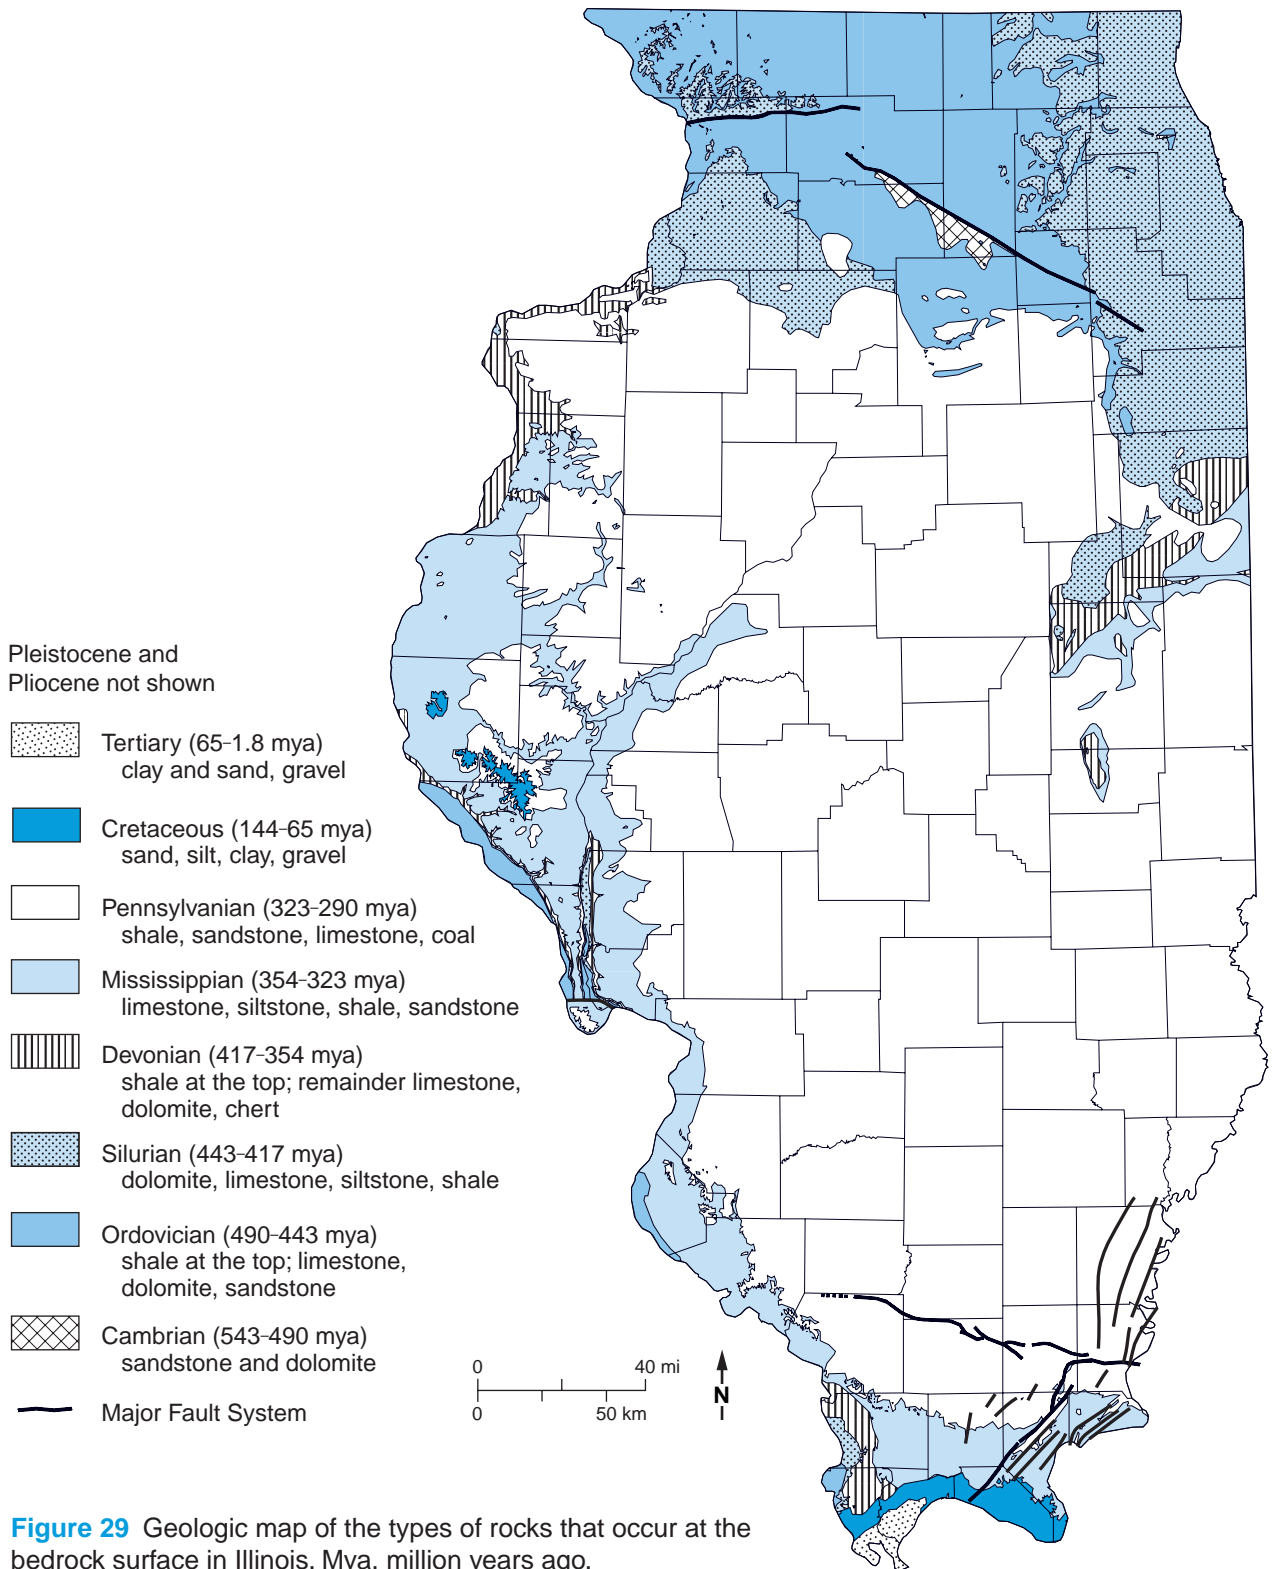 Pleistocene and
Pliocene not shown
Tertiary (65–1.8 mya)
clay and sand, gravel
Cretaceous (144–65 mya)
sand, silt, clay, gravel
Pennsylvanian (323–290 mya)
shale, sandstone, limestone, coal
Mississippian (354–323 mya)
limestone, siltstone, shale, sandstone
Devonian (417–354 mya)
shale at the top; remainder limestone,
dolomite, chert
Silurian (443–417 mya)
dolomite, limestone, siltstone, shale
Ordovician (490–443 mya)
shale at the top; limestone,
dolomite, sandstone
Cambrian (543–490 mya)
sandstone and dolomite
Major Fault System
0 40 mi
0 50 km
N
Figure 29 Geologic map of the types of rocks that occur at the
bedrock surface in Illinois. Mya, million years ago.